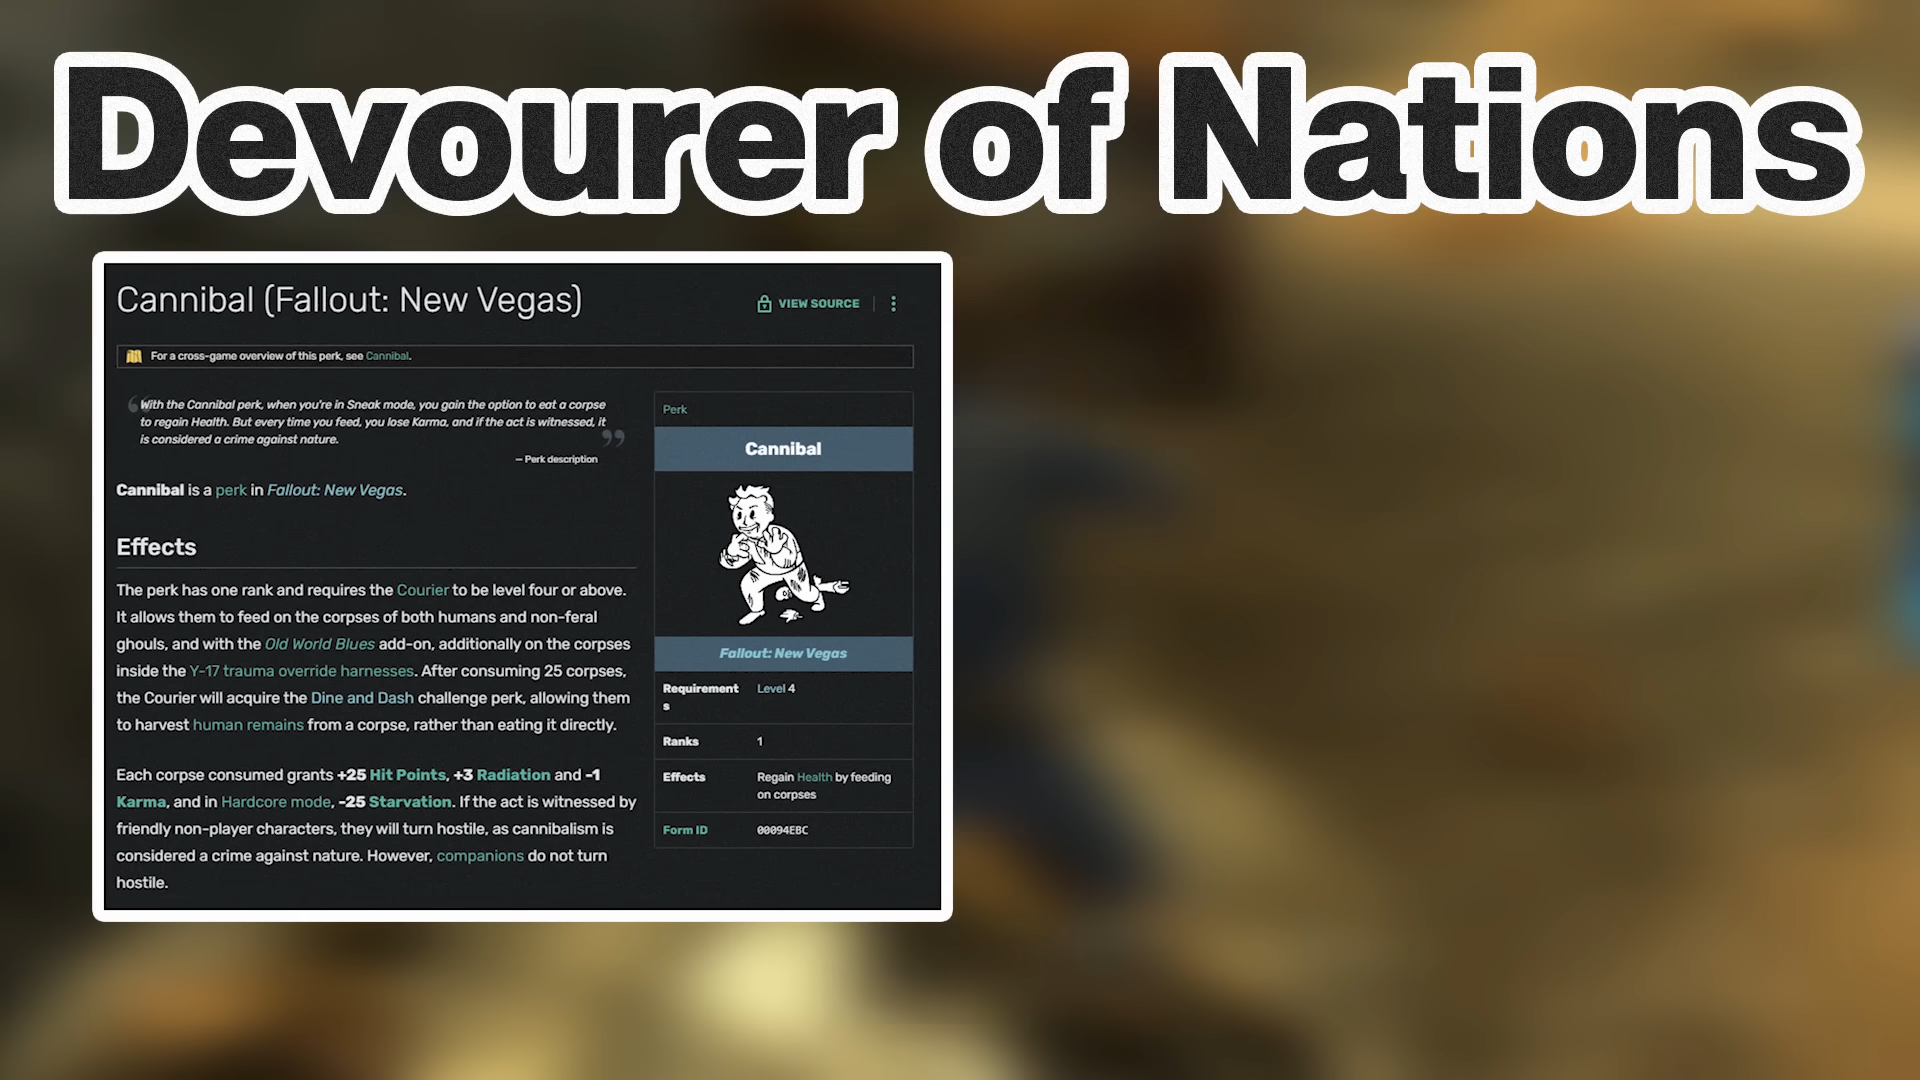 Devourer of Nations
Cannibal (Fallout: New Vegas)
VIEW SOURCE
For a cross-game overview of this perk, see Cannibal.
With the Cannibal perk, when you're in Sneak mode, you gain the option to eat a corpse
to regain Health. But every time you feed, you lose Karma, and if the act is witnessed, it
is considered a crime against nature.
– Perk description
Cannibal is a perk in Fallout: New Vegas.
Effects
The perk has one rank and requires the Courier to be level four or above.
It allows them to feed on the corpses of both humans and non-feral
ghouls, and with the Old World Blues add-on, additionally on the corpses
inside the Y-17 trauma override harnesses. After consuming 25 corpses,
the Courier will acquire the Dine and Dash challenge perk, allowing them
to harvest human remains from a corpse, rather than eating it directly.
Each corpse consumed grants +25 Hit Points, +3 Radiation and -1
Karma, and in Hardcore mode, -25 Starvation. If the act is witnessed by
friendly non-player characters, they will turn hostile, as cannibalism is
considered a crime against nature. However, companions do not turn
hostile.
Perk
Cannibal
Fallout: New Vegas
Requirement
s
Level 4
Ranks
1
Effects
Regain Health by feeding
on corpses
Form ID
00094EBC